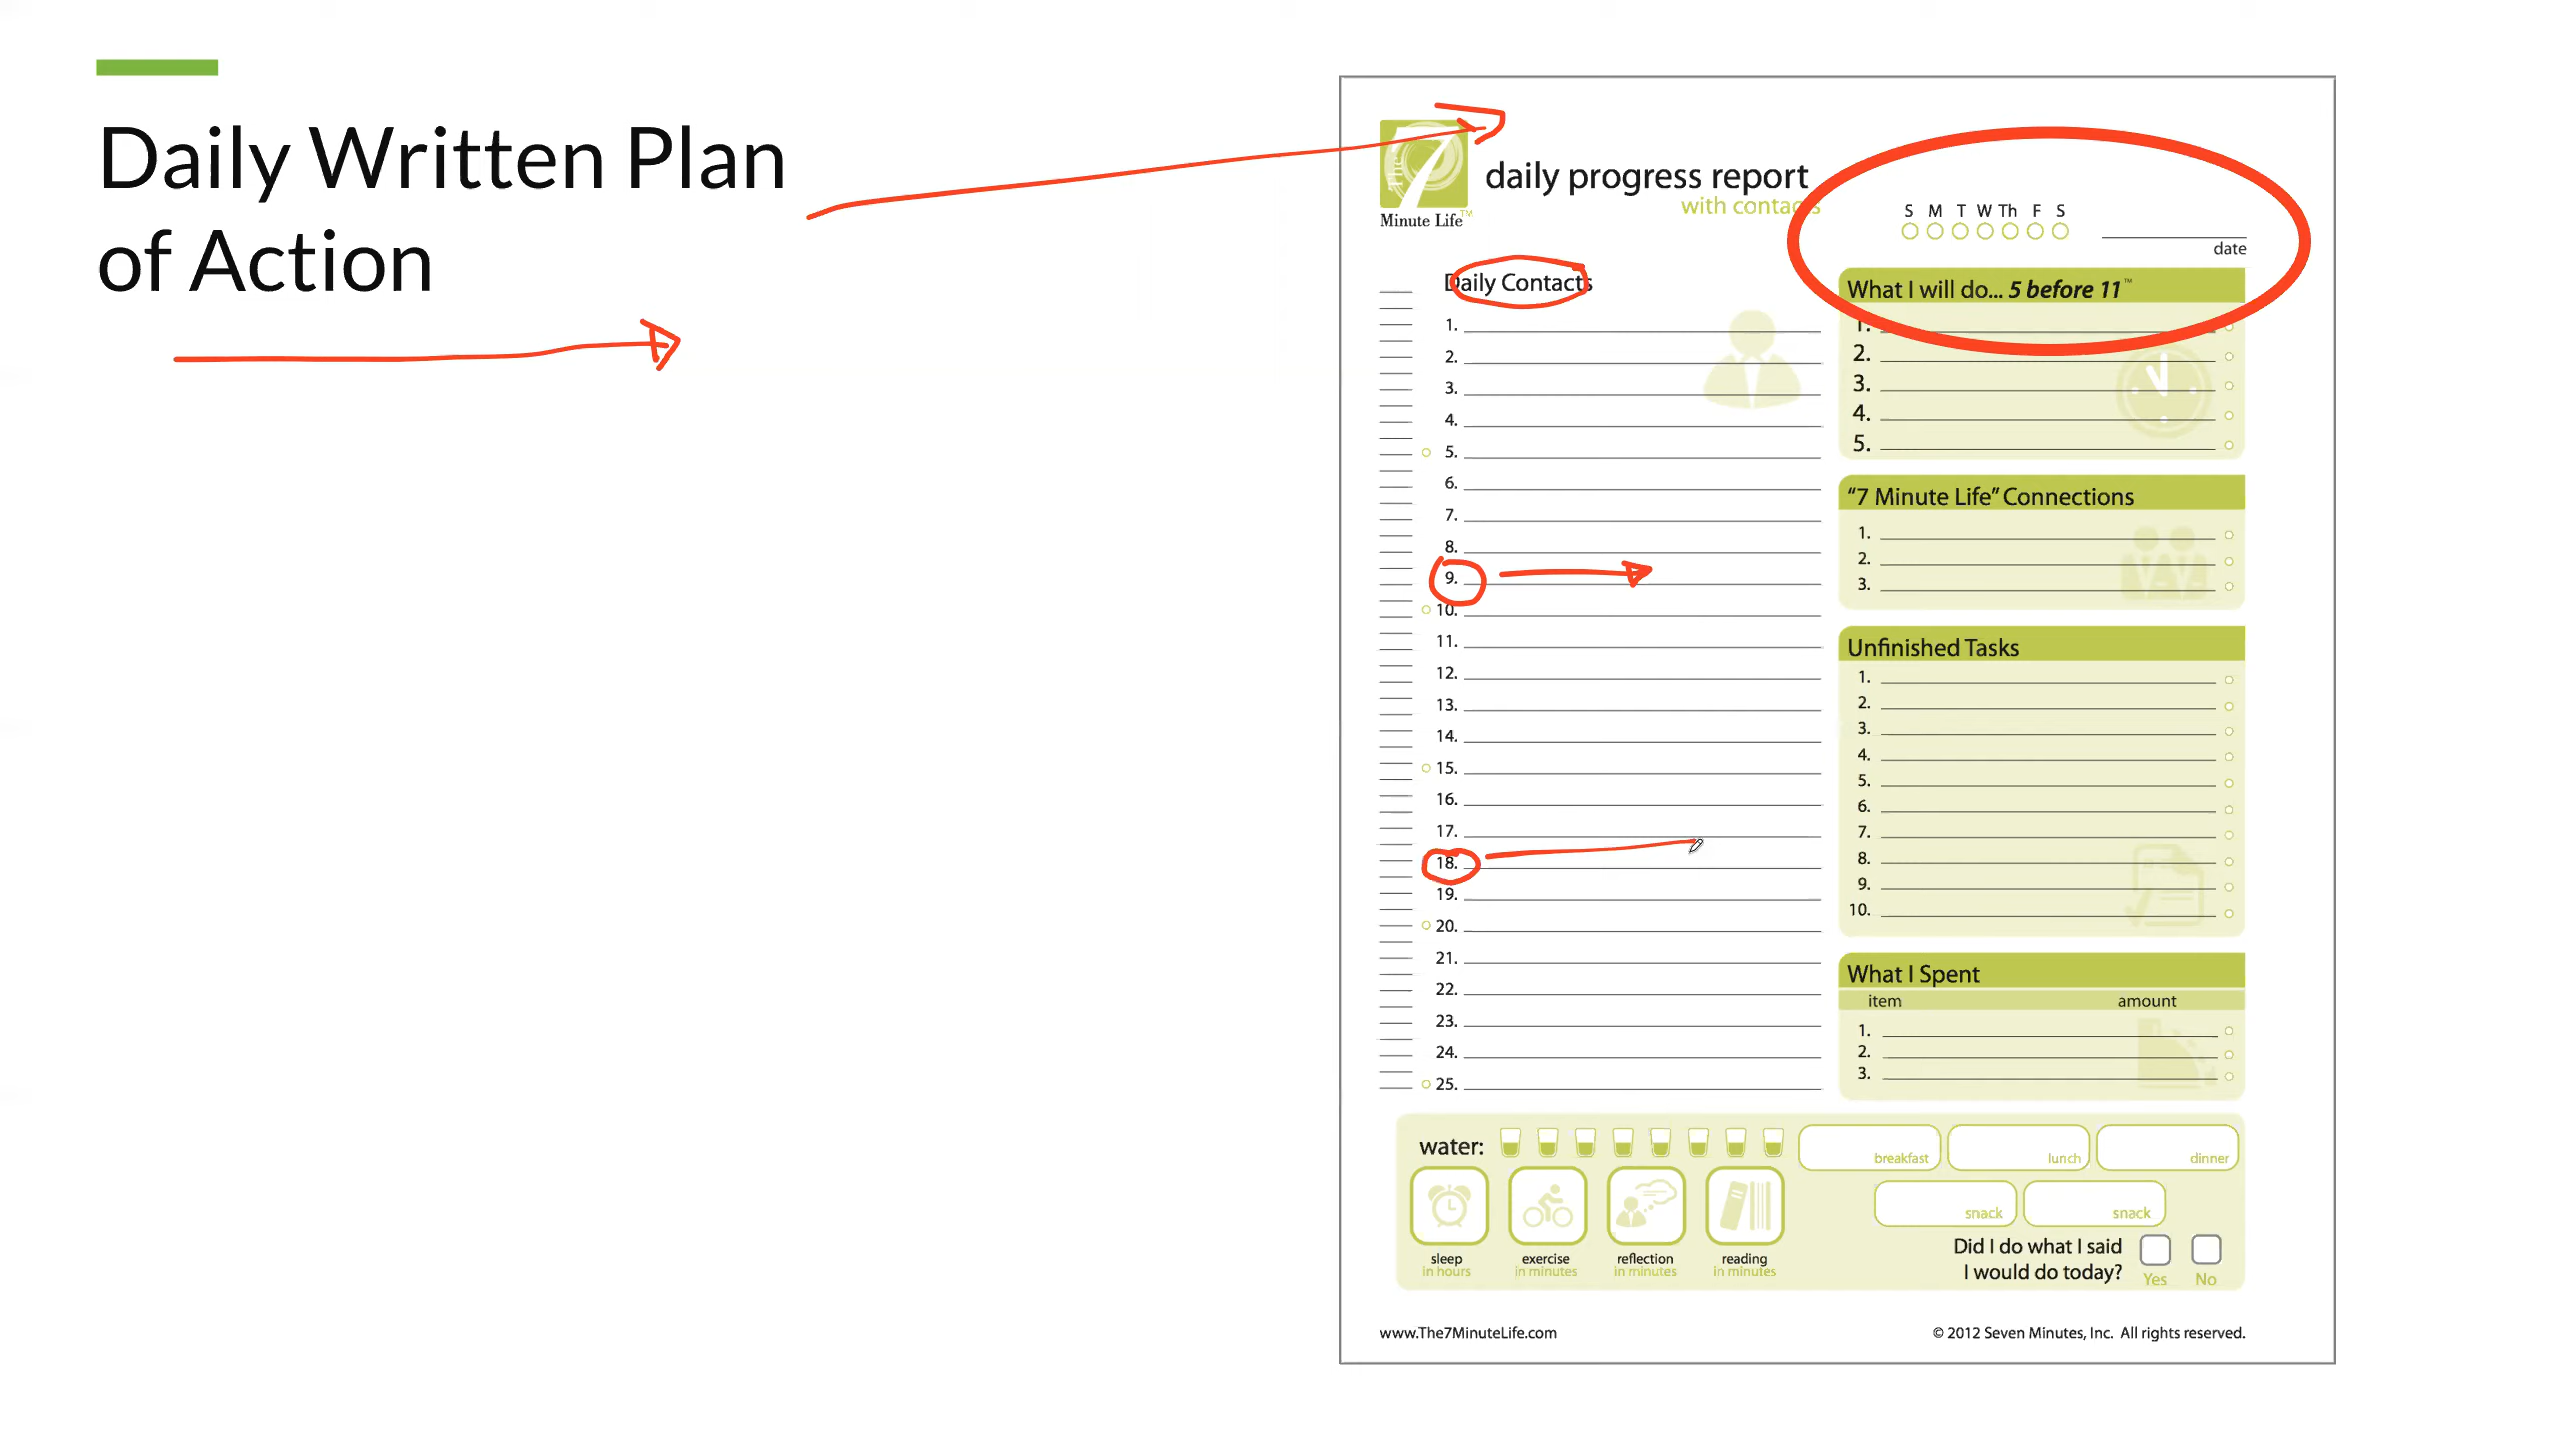 Daily Written Plan
of Action
The 7
Minute Life™
daily progress report
with contacts
S M T W Th F S
date
Daily Contacts
1.
2.
3.
4.
5.
6.
7.
8.
9.
10.
11.
12.
13.
14.
15.
16.
17.
18.
19.
20.
21.
22.
23.
24.
25.
What I will do... 5 before 11™
1.
2.
3.
4.
5.
"7 Minute Life" Connections
1.
2.
3.
Unfinished Tasks
1.
2.
3.
4.
5.
6.
7.
8.
9.
10.
What I Spent
item amount
1.
2.
3.
water:
sleep
in hours
exercise
in minutes
reflection
in minutes
reading
in minutes
breakfast lunch dinner
snack snack
Did I do what I said
I would do today?
Yes No
www.The7MinuteLife.com
© 2012 Seven Minutes, Inc. All rights reserved.